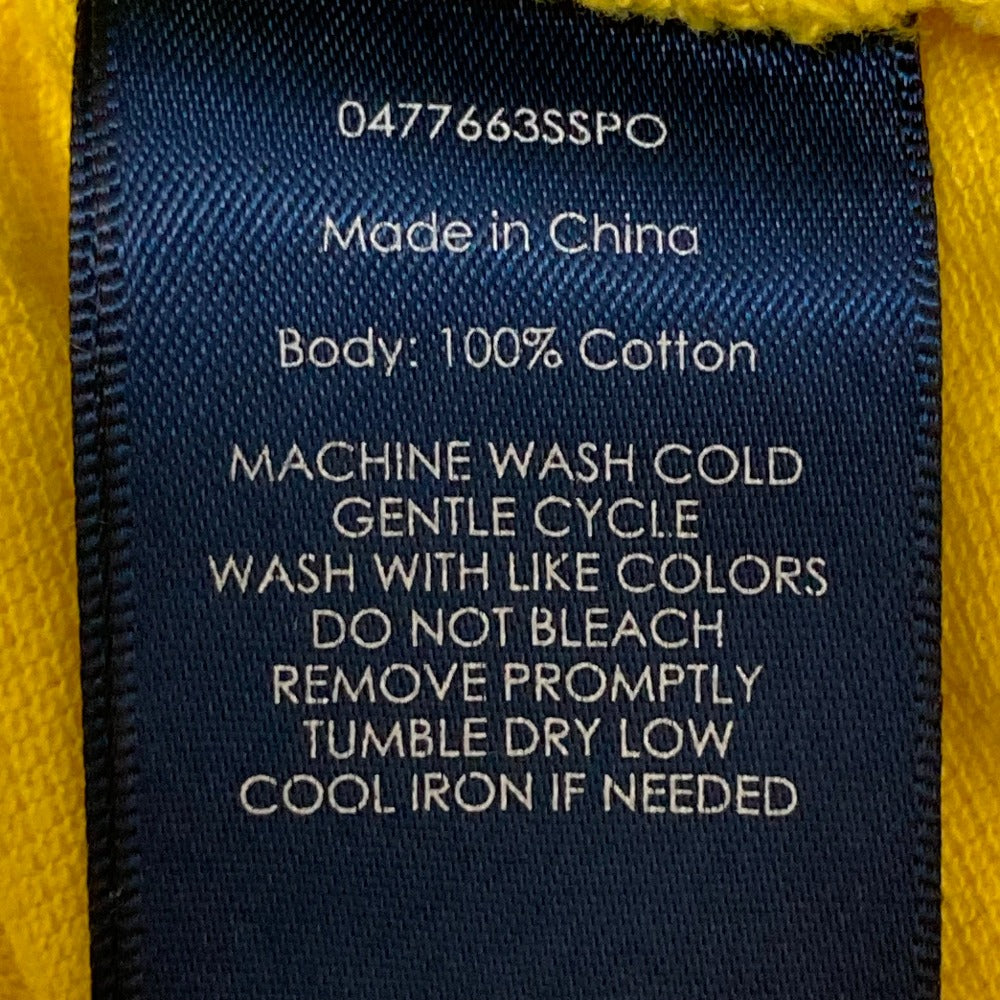 0477663SSPO
Made in China
Body: 100% Cotton
MACHINE WASH COLD
GENTLE CYCLE
WASH WITH LIKE COLORS
DO NOT BLEACH
REMOVE PROMPTLY
TUMBLE DRY LOW
COOL IRON IF NEEDED